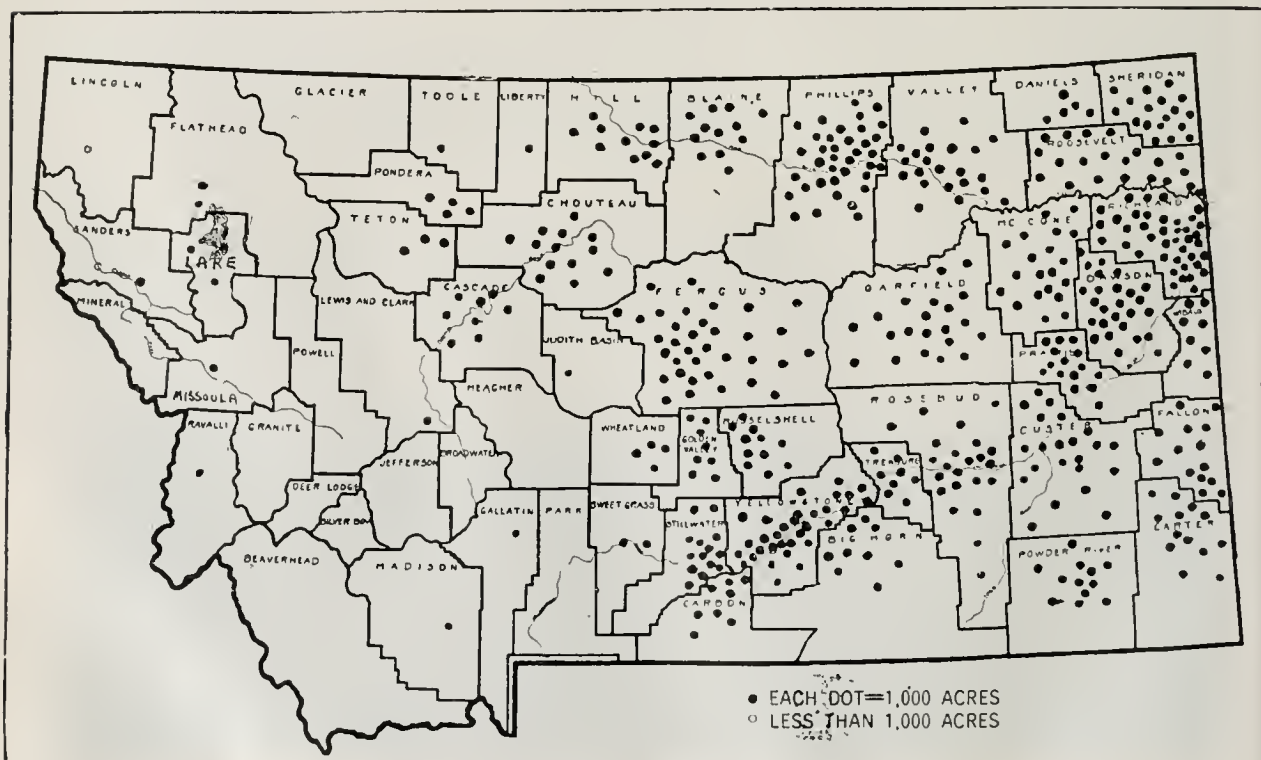 LINCOLN
FLATHEAD
GLACIER
TOOLE
LIBERTY
HILL
BLAINE
PHILLIPS
VALLEY
DANIELS
SHERIDAN
ROOSEVELT
PONDERA
TETON
CHOUTEAU
SANDERS
LAKE
MINERAL
LEWIS AND CLARK
CASCADE
FERGUS
GARFIELD
MC CONE
RICHLAND
DAWSON
WIBAUX
POWELL
JUDITH BASIN
PRAIRIE
MISSOULA
MEAGHER
ROSEBUD
CUSTER
FALLON
RAVALLI
GRANITE
WHEATLAND
GOLDEN
VALLEY
MUSSELSHELL
JEFFERSON
BROADWATER
TREASURE
DEER LODGE
SILVER BOW
GALLATIN
PARK
SWEET GRASS
STILLWATER
YELLOWSTONE
BIG HORN
BEAVERHEAD
MADISON
POWDER RIVER
CARTER
CARBON
EACH DOT=1,000 ACRES
LESS THAN 1,000 ACRES